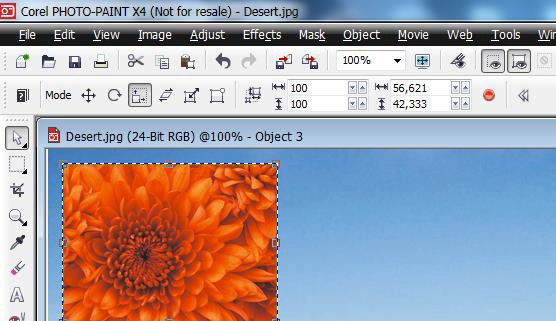 Corel PHOTO-PAINT X4 (Not for resale) - Desert.jpg
File Edit View Image Adjust Effects Mask Object Movie Web Tools Win
100%
Mode 100 56,621
100 42,333
Desert.jpg (24-Bit RGB) @100% - Object 3
A